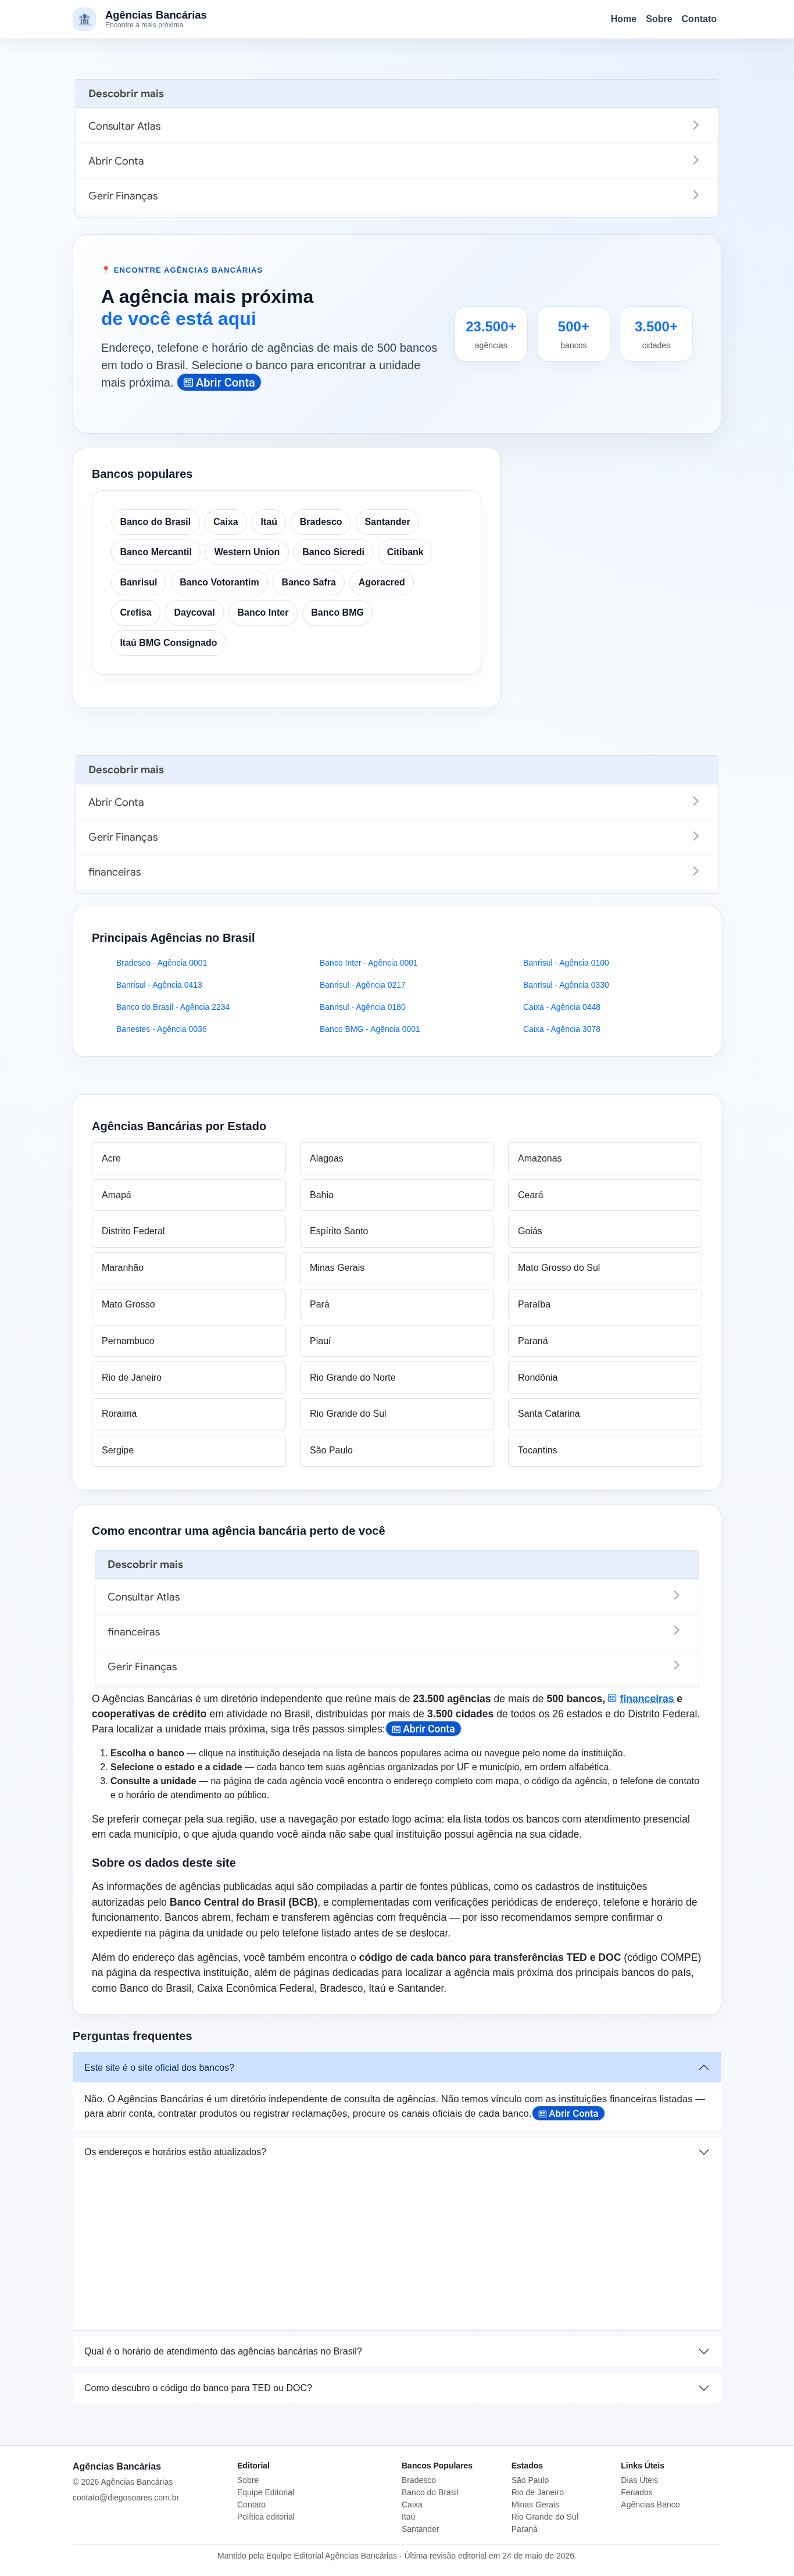 Agências Bancárias
Encontre a mais próxima
Home Sobre Contato
Descobrir mais
Consultar Atlas
Abrir Conta
Gerir Finanças
📍 ENCONTRE AGÊNCIAS BANCÁRIAS
A agência mais próxima
de você está aqui
Endereço, telefone e horário de agências de mais de 500 bancos
em todo o Brasil. Selecione o banco para encontrar a unidade
mais próxima. Abrir Conta
23.500+
agências
500+
bancos
3.500+
cidades
Bancos populares
Banco do Brasil Caixa Itaú Bradesco Santander
Banco Mercantil Western Union Banco Sicredi Citibank
Banrisul Banco Votorantim Banco Safra Agoracred
Crefisa Daycoval Banco Inter Banco BMG
Itaú BMG Consignado
Descobrir mais
Abrir Conta
Gerir Finanças
financeiras
Principais Agências no Brasil
Bradesco - Agência 0001 Banco Inter - Agência 0001 Banrisul - Agência 0100
Banrisul - Agência 0413 Banrisul - Agência 0217 Banrisul - Agência 0330
Banco do Brasil - Agência 2234 Banrisul - Agência 0180 Caixa - Agência 0448
Banestes - Agência 0036 Banco BMG - Agência 0001 Caixa - Agência 3078
Agências Bancárias por Estado
Acre Alagoas Amazonas
Amapá Bahia Ceará
Distrito Federal Espírito Santo Goiás
Maranhão Minas Gerais Mato Grosso do Sul
Mato Grosso Pará Paraíba
Pernambuco Piauí Paraná
Rio de Janeiro Rio Grande do Norte Rondônia
Roraima Rio Grande do Sul Santa Catarina
Sergipe São Paulo Tocantins
Como encontrar uma agência bancária perto de você
Descobrir mais
Consultar Atlas
financeiras
Gerir Finanças
O Agências Bancárias é um diretório independente que reúne mais de 23.500 agências de mais de 500 bancos, financeiras e
cooperativas de crédito em atividade no Brasil, distribuídas por mais de 3.500 cidades de todos os 26 estados e do Distrito Federal.
Para localizar a unidade mais próxima, siga três passos simples: Abrir Conta
1. Escolha o banco — clique na instituição desejada na lista de bancos populares acima ou navegue pelo nome da instituição.
2. Selecione o estado e a cidade — cada banco tem suas agências organizadas por UF e município, em ordem alfabética.
3. Consulte a unidade — na página de cada agência você encontra o endereço completo com mapa, o código da agência, o telefone de contato
e o horário de atendimento ao público.
Se preferir começar pela sua região, use a navegação por estado logo acima: ela lista todos os bancos com atendimento presencial
em cada município, o que ajuda quando você ainda não sabe qual instituição possui agência na sua cidade.
Sobre os dados deste site
As informações de agências publicadas aqui são compiladas a partir de fontes públicas, como os cadastros de instituições
autorizadas pelo Banco Central do Brasil (BCB), e complementadas com verificações periódicas de endereço, telefone e horário de
funcionamento. Bancos abrem, fecham e transferem agências com frequência — por isso recomendamos sempre confirmar o
expediente na página da unidade ou pelo telefone listado antes de se deslocar.
Além do endereço das agências, você também encontra o código de cada banco para transferências TED e DOC (código COMPE)
na página da respectiva instituição, além de páginas dedicadas para localizar a agência mais próxima dos principais bancos do país,
como Banco do Brasil, Caixa Econômica Federal, Bradesco, Itaú e Santander.
Perguntas frequentes
Este site é o site oficial dos bancos?
Não. O Agências Bancárias é um diretório independente de consulta de agências. Não temos vínculo com as instituições financeiras listadas —
para abrir conta, contratar produtos ou registrar reclamações, procure os canais oficiais de cada banco. Abrir Conta
Os endereços e horários estão atualizados?
Qual é o horário de atendimento das agências bancárias no Brasil?
Como descubro o código do banco para TED ou DOC?
Agências Bancárias
© 2026 Agências Bancárias
contato@diegosoares.com.br
Editorial
Sobre
Equipe Editorial
Contato
Política editorial
Bancos Populares
Bradesco
Banco do Brasil
Caixa
Itaú
Santander
Estados
São Paulo
Rio de Janeiro
Minas Gerais
Rio Grande do Sul
Paraná
Links Úteis
Dias Úteis
Feriados
Agências Banco
Mantido pela Equipe Editorial Agências Bancárias · Última revisão editorial em 24 de maio de 2026.